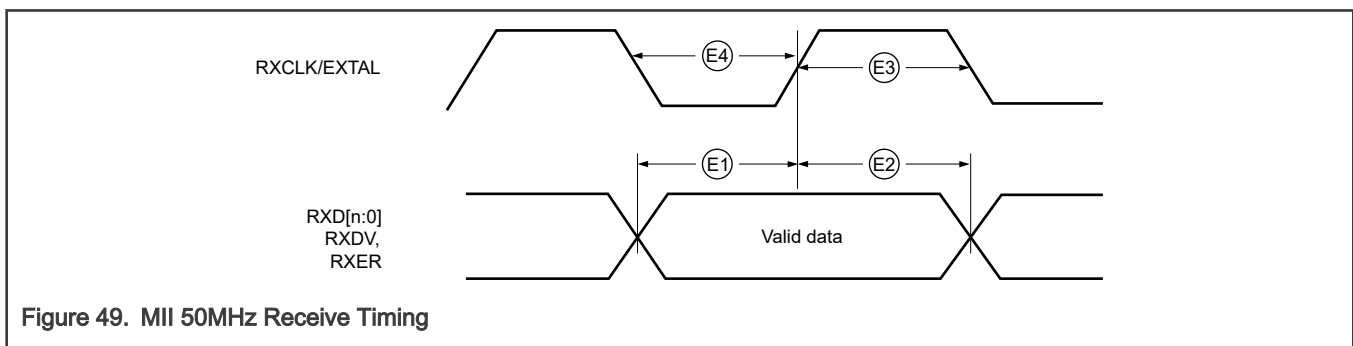 RXCLK/EXTAL
E4
E3
E1
E2
RXD[n:0]
RXDV,
RXER
Valid data
Figure 49. MII 50MHz Receive Timing